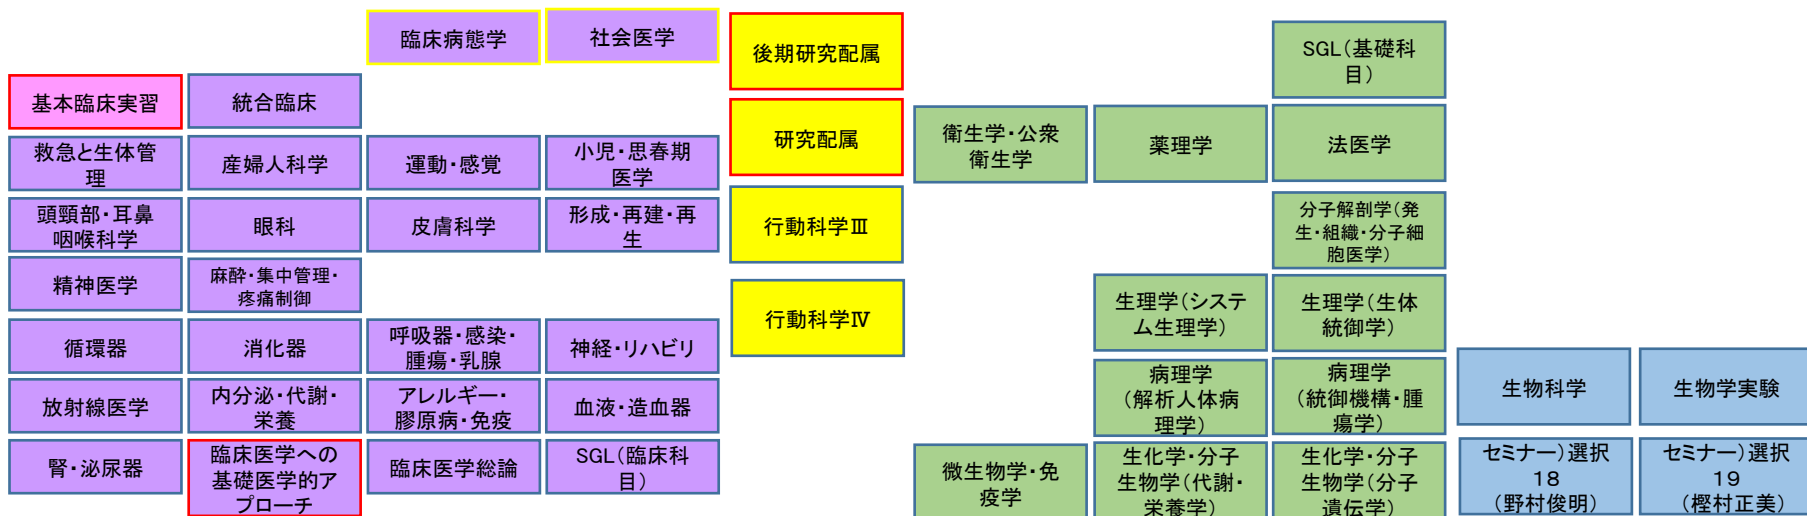 臨床病態学
社会医学
後期研究配属
SGL(基礎科
目)
基本臨床実習
統合臨床
研究配属
衛生学・公衆
衛生学
薬理学
法医学
救急と生体管
理
産婦人科学
運動・感覚
小児・思春期
医学
頭頸部・耳鼻
咽喉科学
眼科
皮膚科学
形成・再建・再
生
行動科学Ⅲ
分子解剖学(発
生・組織・分子細
胞医学)
精神医学
麻酔・集中管理・
疼痛制御
行動科学Ⅳ
生理学(システ
ム生理学)
生理学(生体
統御学)
循環器
消化器
呼吸器・感染・
腫瘍・乳腺
神経・リハビリ
放射線医学
内分泌・代謝・
栄養
アレルギー・
膠原病・免疫
血液・造血器
病理学
(解析人体病
理学)
病理学
(統御機構・腫
瘍学)
生物科学
生物学実験
腎・泌尿器
臨床医学への
基礎医学的ア
プローチ
臨床医学総論
SGL(臨床科
目)
微生物学・免
疫学
生化学・分子
生物学(代謝・
栄養学)
生化学・分子
生物学(分子
遺伝学)
セミナー)選択
18
(野村俊明)
セミナー)選択
19
(樫村正美)